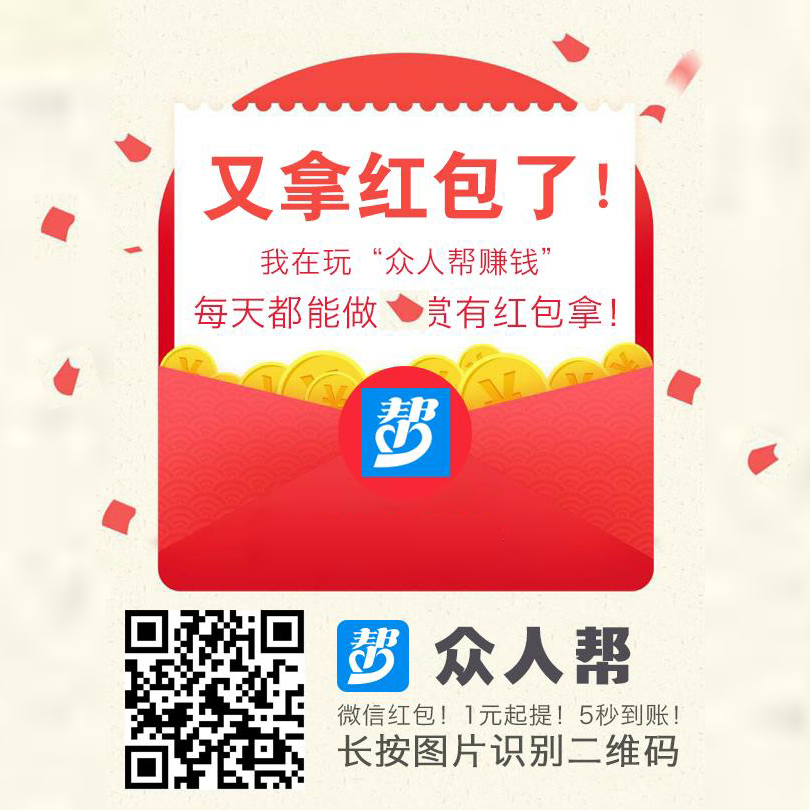 又拿红包了！
我在玩“众人帮赚钱”
每天都能做 赏有红包拿！
帮
帮 众人帮
微信红包！1元起提！5秒到账！
长按图片识别二维码